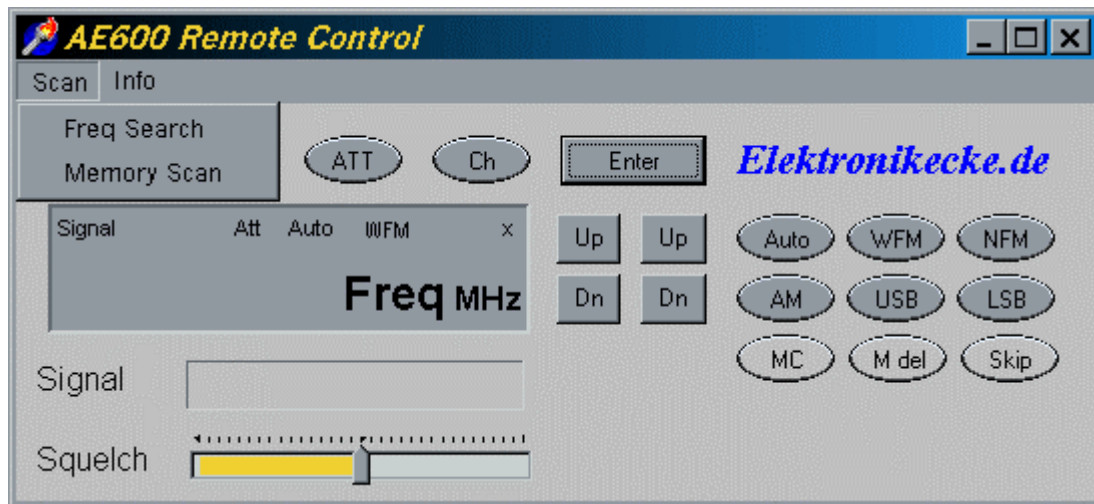 AE600 Remote Control
Scan Info
Freq Search
Memory Scan
ATT Ch Enter Elektronikecke.de
Signal Att Auto WFM x
Freq MHz
Up Up
Dn Dn
Auto WFM NFM
AM USB LSB
MC M del Skip
Signal
Squelch